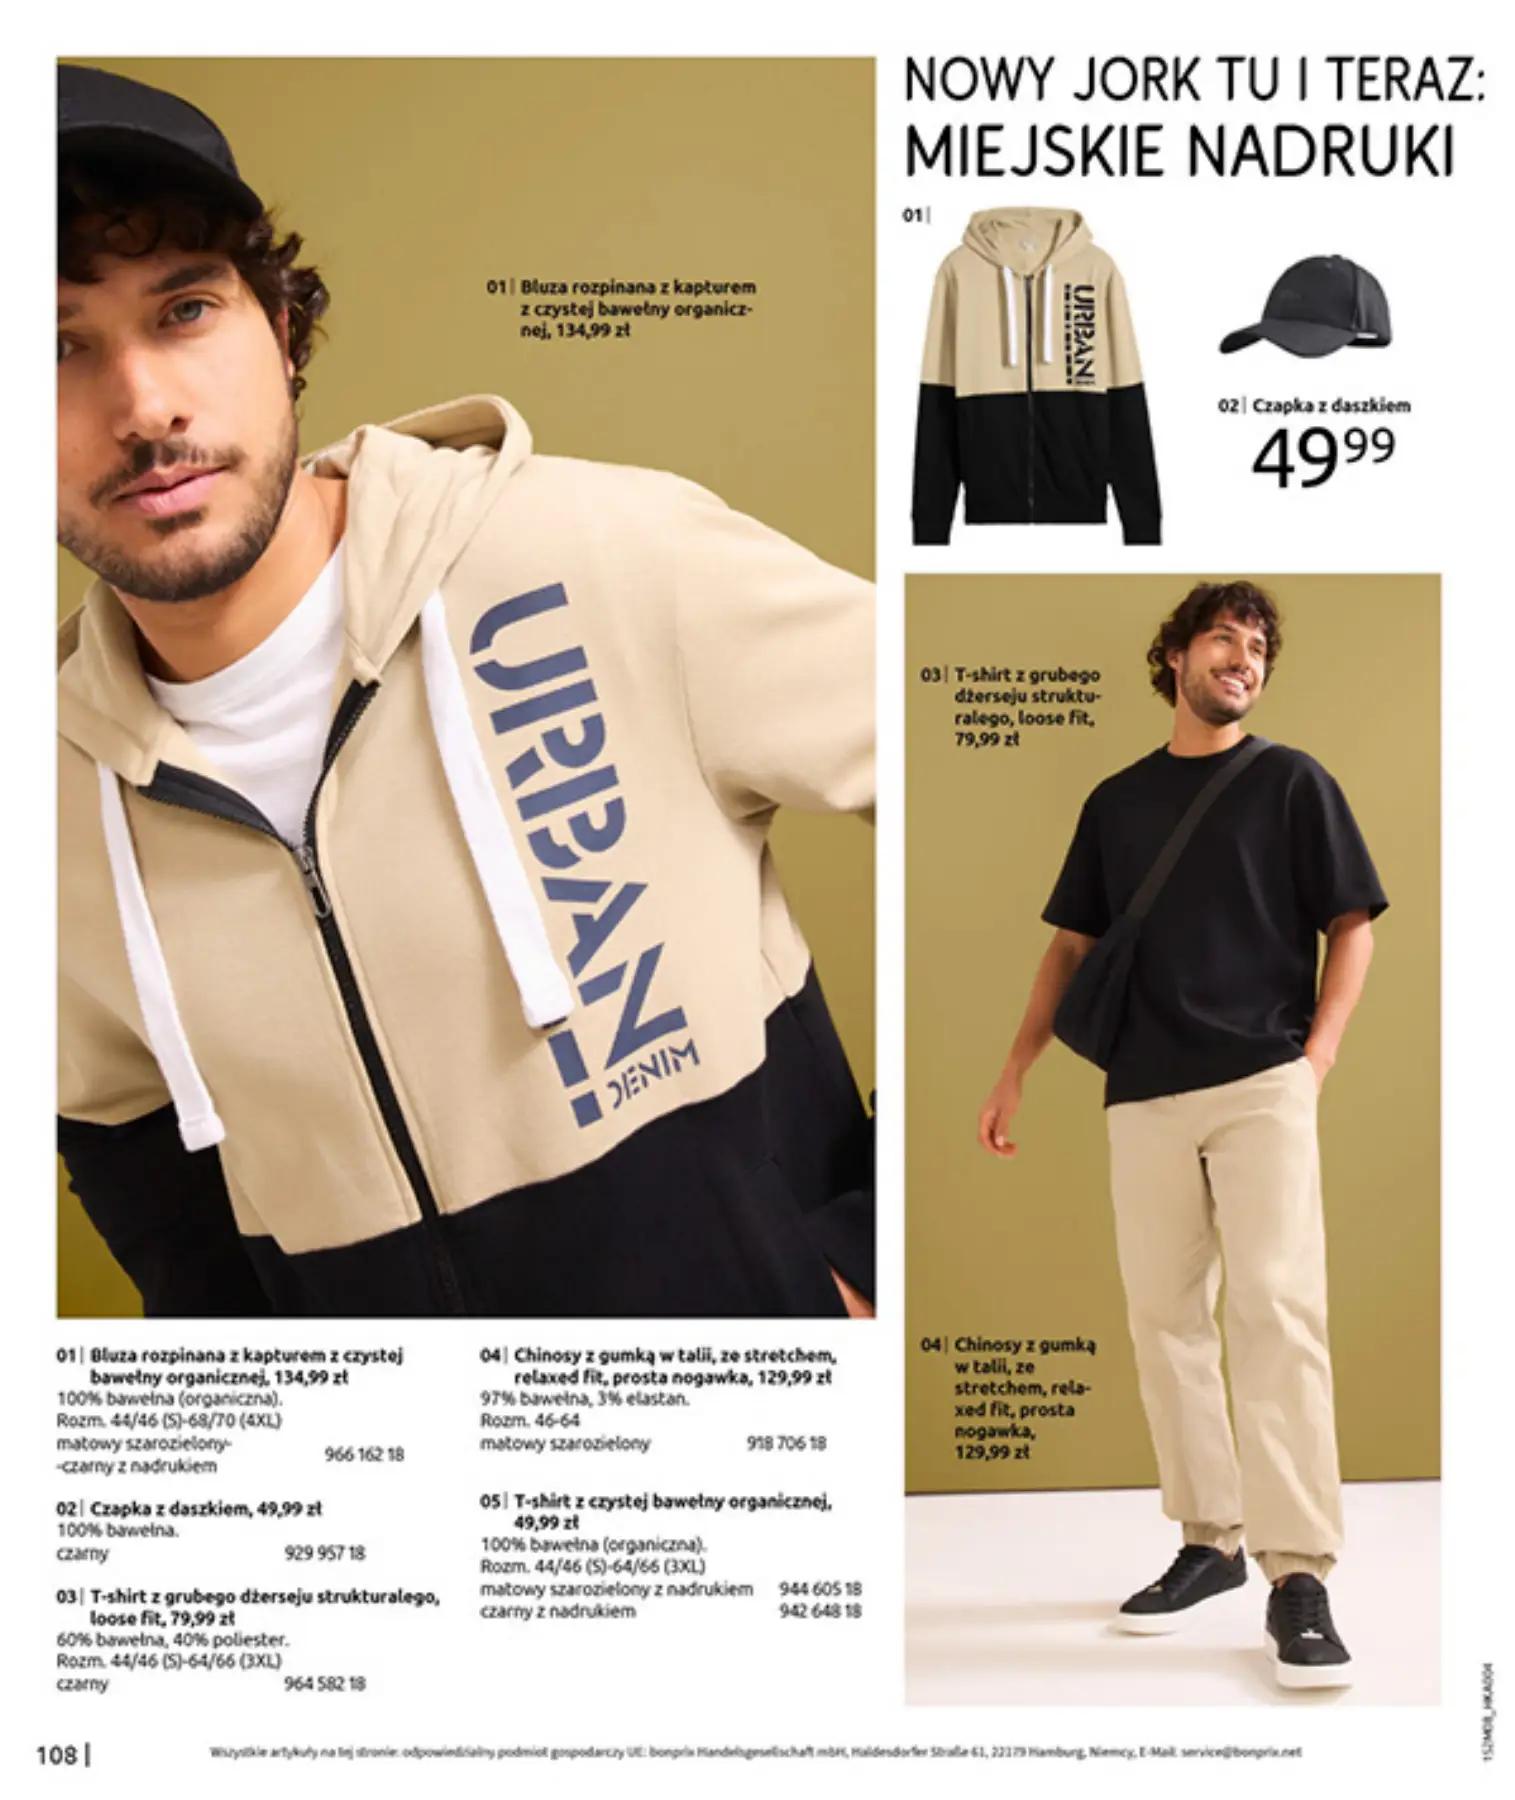 NOWY JORK TU I TERAZ:
MIEJSKIE NADRUKI
01| Bluza rozpinana z kapturem
z czystej bawełny organicz-
nej, 134,99 zł
URBAN
DENIM
01|
URBAN
02| Czapka z daszkiem
49⁹⁹
03| T-shirt z grubego
dżerseju struktu-
ralego, loose fit,
79,99 zł
04| Chinosy z gumką
w talii, ze
stretchem, rela-
xed fit, prosta
nogawka,
129,99 zł
01| Bluza rozpinana z kapturem z czystej
bawełny organicznej, 134,99 zł
100% bawełna (organiczna).
Rozm. 44/46 (S)-68/70 (4XL)
matowy szarozielony-
-czarny z nadrukiem 966 162 18
02| Czapka z daszkiem, 49,99 zł
100% bawełna.
czarny 929 957 18
03| T-shirt z grubego dżerseju strukturalego,
loose fit, 79,99 zł
60% bawełna, 40% poliester.
Rozm. 44/46 (S)-64/66 (3XL)
czarny 964 582 18
04| Chinosy z gumką w talii, ze stretchem,
relaxed fit, prosta nogawka, 129,99 zł
97% bawełna, 3% elastan.
Rozm. 46-64
matowy szarozielony 918 706 18
05| T-shirt z czystej bawełny organicznej,
49,99 zł
100% bawełna (organiczna).
Rozm. 44/46 (S)-64/66 (3XL)
matowy szarozielony z nadrukiem 944 605 18
czarny z nadrukiem 942 648 18
108|
Wszystkie artykuły na tej stronie: odpowiedzialny podmiot gospodarczy UE: bonprix Handelsgesellschaft mbH, Haldesdorfer Straße 61, 22179 Hamburg, Niemcy, E-Mail: service@bonprix.net
152M08_HKA004